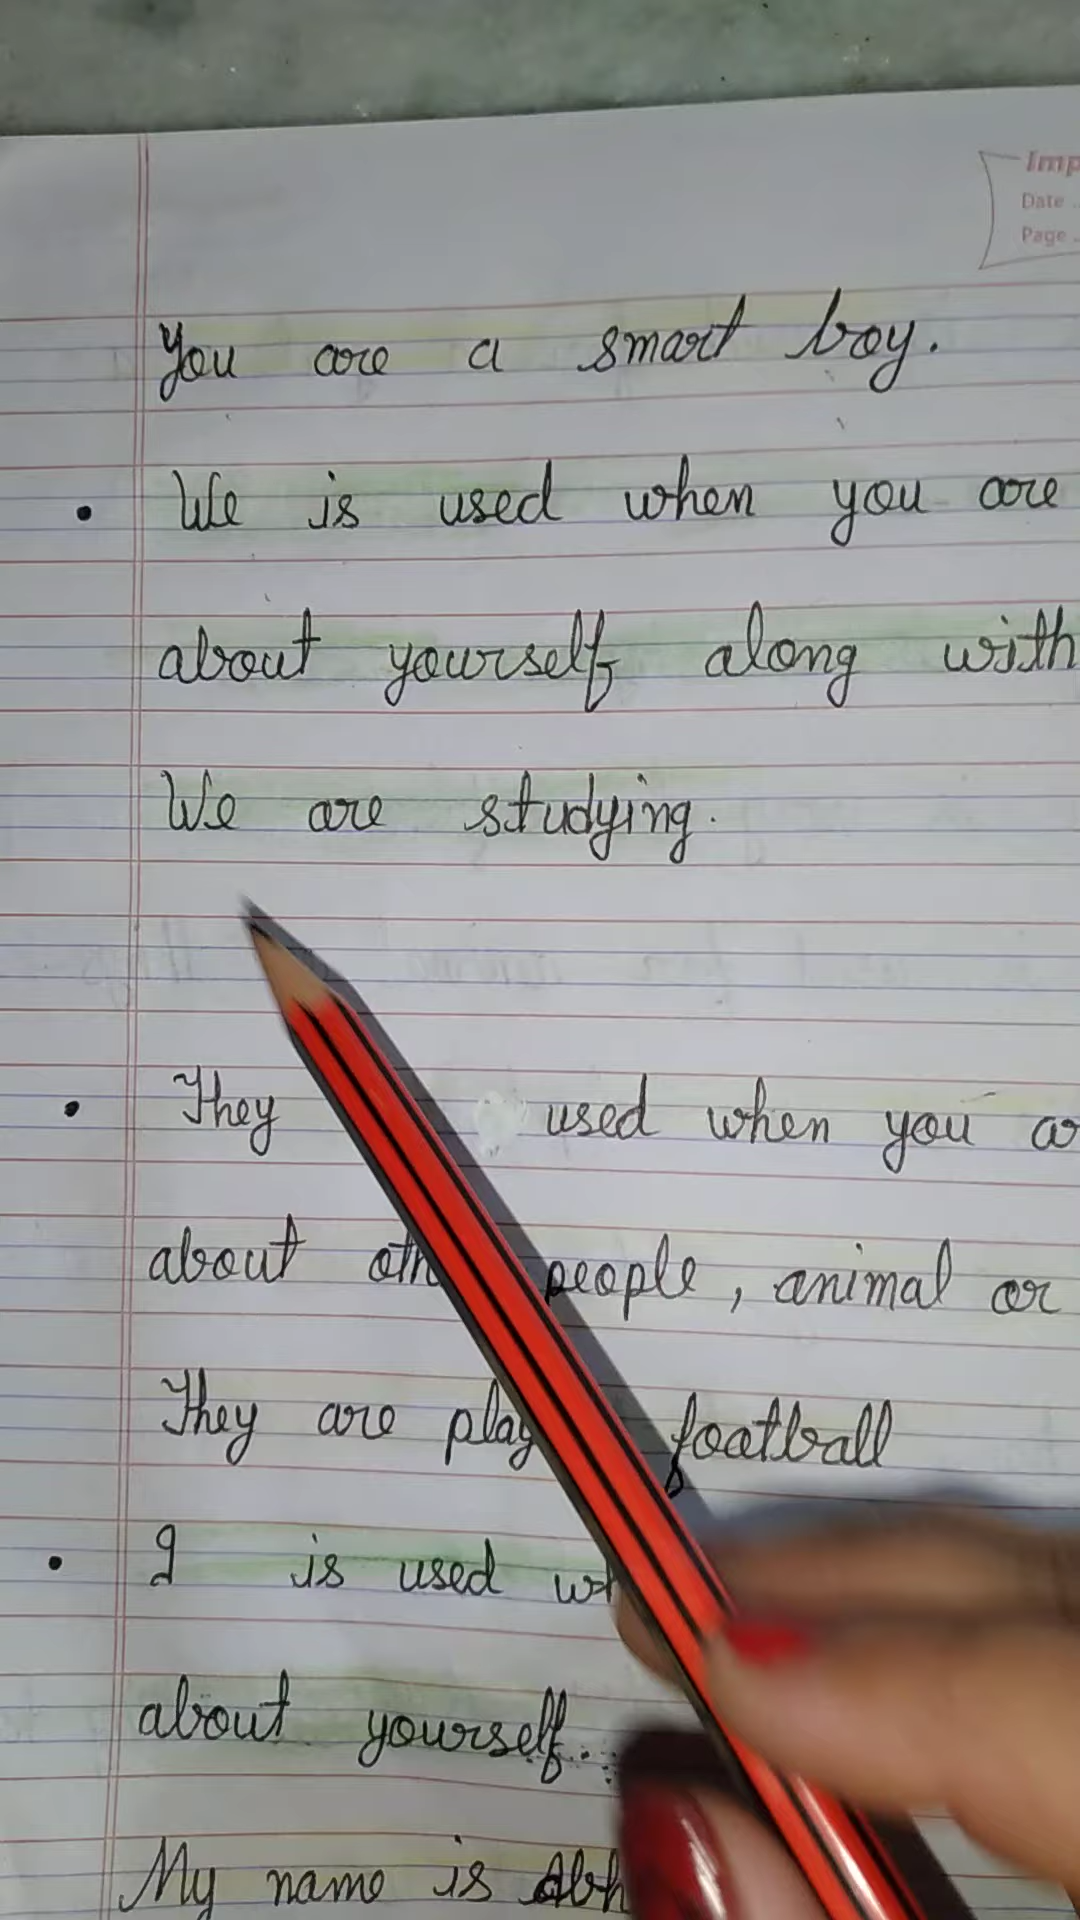 Imp
Date ..
Page ..
You are a smart boy.
• We is used when you are
about yourself along with
We are studying.
• They used when you
about people, animal or
They are play football
• I is used
about yourself.
My name is